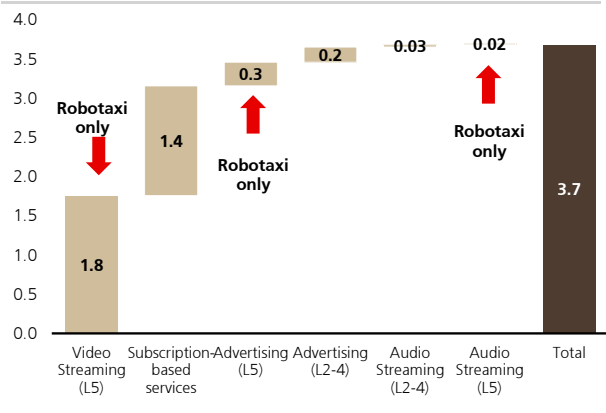 4.0
3.5
3.0
2.5
2.0
1.5
1.0
0.5
0.0
Robotaxi
only
1.8
1.4
0.3
Robotaxi
only
0.2
0.03
0.02
Robotaxi
only
3.7
Video
Streaming
(L5)
Subscription-
based
services
Advertising
(L5)
Advertising
(L2-4)
Audio
Streaming
(L2-4)
Audio
Streaming
(L5)
Total